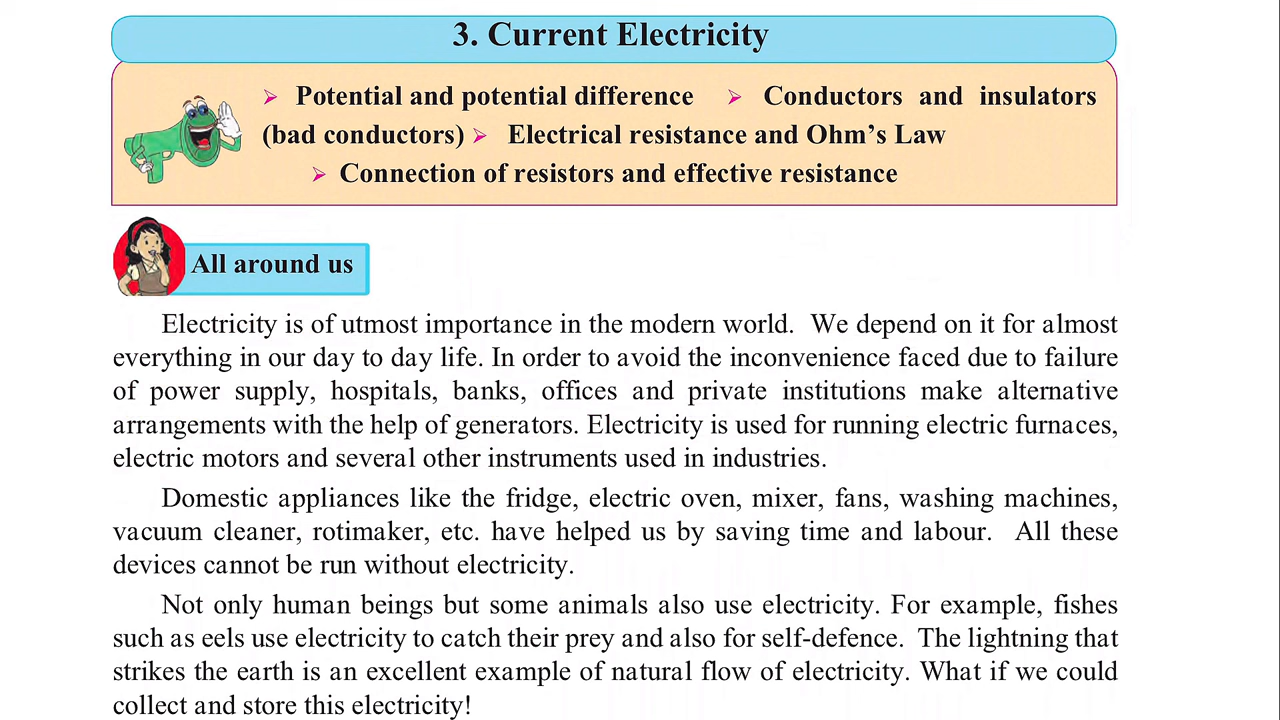 3. Current Electricity
➢ Potential and potential difference ➢ Conductors and insulators
(bad conductors) ➢ Electrical resistance and Ohm’s Law
➢ Connection of resistors and effective resistance
All around us
Electricity is of utmost importance in the modern world. We depend on it for almost
everything in our day to day life. In order to avoid the inconvenience faced due to failure
of power supply, hospitals, banks, offices and private institutions make alternative
arrangements with the help of generators. Electricity is used for running electric furnaces,
electric motors and several other instruments used in industries.
Domestic appliances like the fridge, electric oven, mixer, fans, washing machines,
vacuum cleaner, rotimaker, etc. have helped us by saving time and labour. All these
devices cannot be run without electricity.
Not only human beings but some animals also use electricity. For example, fishes
such as eels use electricity to catch their prey and also for self-defence. The lightning that
strikes the earth is an excellent example of natural flow of electricity. What if we could
collect and store this electricity!